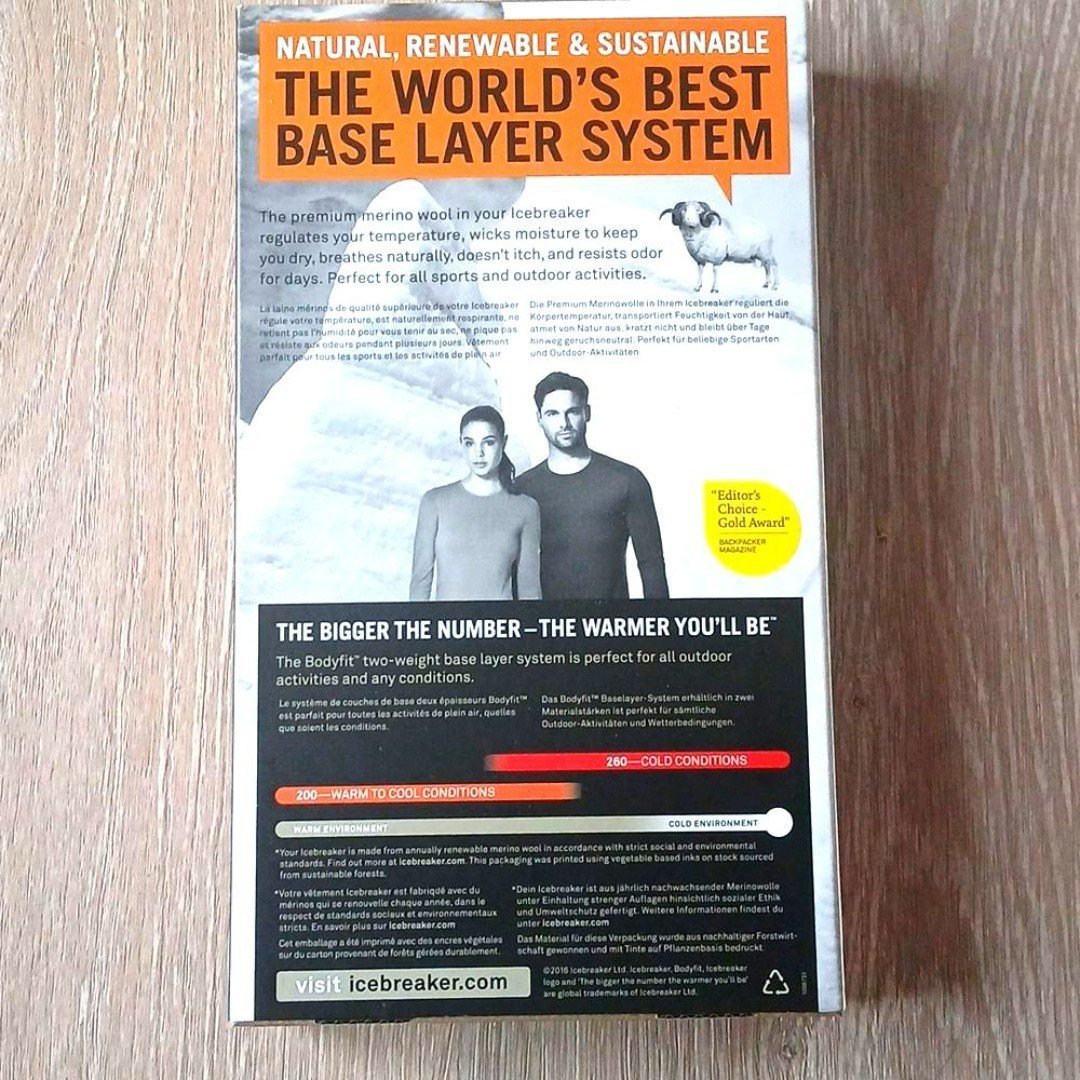 NATURAL, RENEWABLE & SUSTAINABLE
THE WORLD'S BEST
BASE LAYER SYSTEM
The premium merino wool in your Icebreaker
regulates your temperature, wicks moisture to keep
you dry, breathes naturally, doesn't itch, and resists odor
for days. Perfect for all sports and outdoor activities.
La laine mérinos de qualité supérieure de votre Icebreaker
régule votre température, est naturellement respirante, ne
retient pas l'humidité pour vous tenir au sec, ne pique pas
et résiste aux odeurs pendant plusieurs jours. Vêtement
parfait pour tous les sports et les activités de plein air.
Die Premium Merinowolle in Ihrem Icebreaker reguliert die
Körpertemperatur, transportiert Feuchtigkeit von der Haut,
atmet von Natur aus, kratzt nicht und bleibt über Tage
hinweg geruchsneutral. Perfekt für beliebige Sportarten
und Outdoor-Aktivitäten.
"Editor's
Choice -
Gold Award"
BACKPACKER
MAGAZINE
THE BIGGER THE NUMBER – THE WARMER YOU'LL BE™
The Bodyfit™ two-weight base layer system is perfect for all outdoor
activities and any conditions.
Le système de couches de base deux épaisseurs Bodyfit™
est parfait pour toutes les activités de plein air, quelles
que soient les conditions.
Das Bodyfit™ Baselayer-System erhältlich in zwei
Materialstärken ist perfekt für sämtliche
Outdoor-Aktivitäten und Wetterbedingungen.
260—COLD CONDITIONS
200—WARM TO COOL CONDITIONS
WARM ENVIRONMENT
COLD ENVIRONMENT
*Your Icebreaker is made from annually renewable merino wool in accordance with strict social and environmental
standards. Find out more at icebreaker.com. This packaging was printed using vegetable based inks on stock sourced
from sustainable forests.
*Votre vêtement Icebreaker est fabriqué avec du
mérinos qui se renouvelle chaque année, dans le
respect de standards sociaux et environnementaux
stricts. En savoir plus sur icebreaker.com
Cet emballage a été imprimé avec des encres végétales
sur du carton provenant de forêts gérées durablement.
*Dein Icebreaker ist aus jährlich nachwachsender Merinowolle
unter Einhaltung strenger Auflagen hinsichtlich sozialer Ethik
und Umweltschutz gefertigt. Weitere Informationen findest du
unter icebreaker.com
Das Material für diese Verpackung wurde aus nachhaltiger Forstwirt-
schaft gewonnen und mit Tinte auf Pflanzenbasis bedruckt.
visit icebreaker.com
©2016 Icebreaker Ltd. Icebreaker, Bodyfit, Icebreaker
logo and 'The bigger the number the warmer you'll be'
are global trademarks of Icebreaker Ltd.